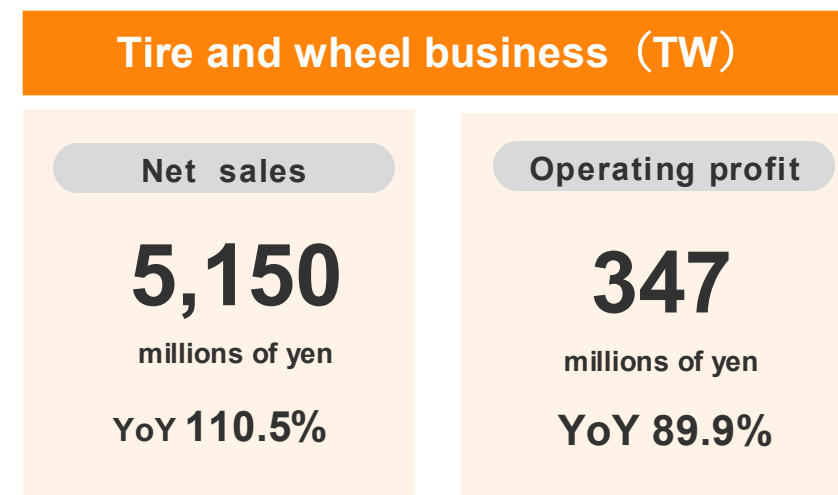 Tire and wheel business（TW）
Net sales
5,150
millions of yen
YoY 110.5%
Operating profit
347
millions of yen
YoY 89.9%